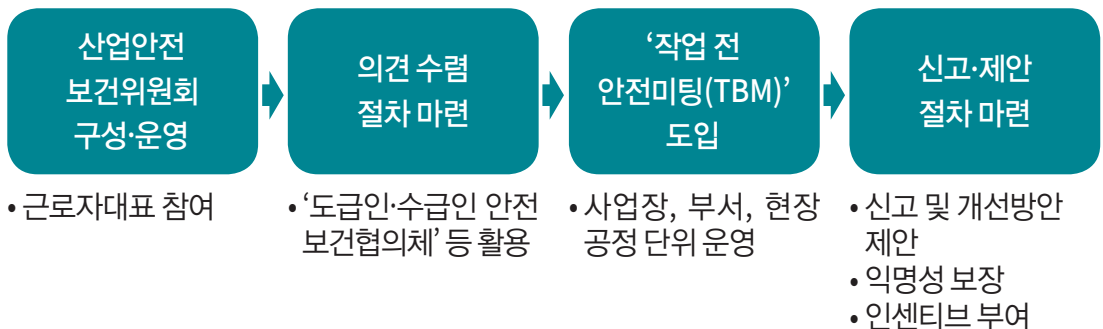 산업안전
보건위원회
구성·운영
• 근로자대표 참여
의견 수렴
절차 마련
• ‘도급인·수급인 안전
보건협의체’ 등 활용
‘작업 전
안전미팅(TBM)’
도입
• 사업장, 부서, 현장
공정 단위 운영
신고·제안
절차 마련
• 신고 및 개선방안
제안
• 익명성 보장
• 인센티브 부여